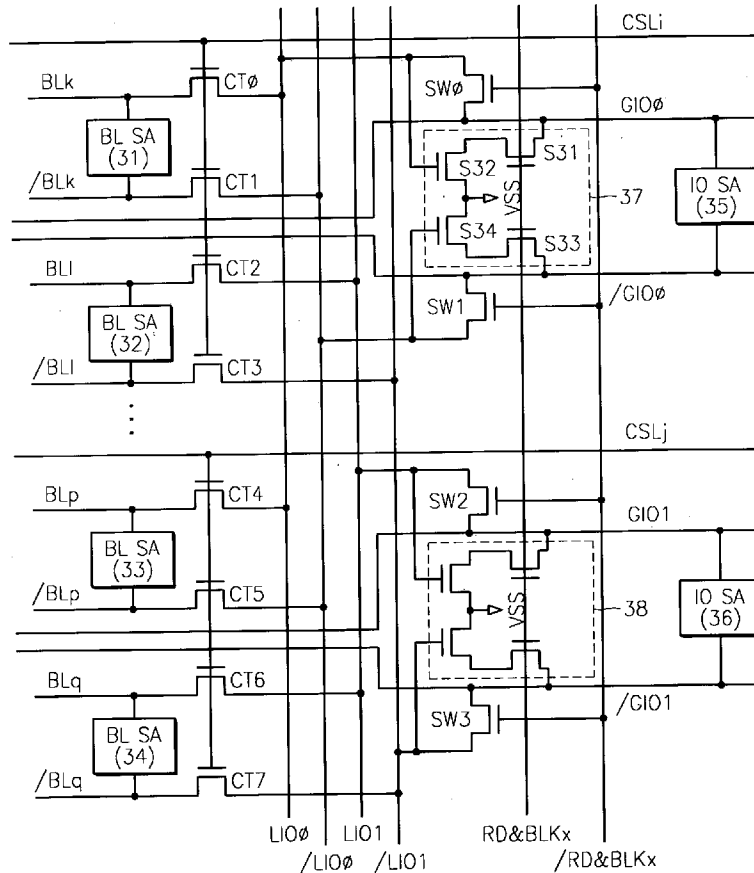 CSLi
BLk
CTØ
SWØ
GIOØ
BL SA
(31)
S31
S32
/BLk
CT1
VSS
37
IO SA
(35)
S34
S33
BLl
CT2
/GIOØ
BL SA
(32)
SW1
/BLl
CT3
CSLj
BLp
CT4
SW2
GIO1
BL SA
(33)
/BLp
CT5
VSS
38
IO SA
(36)
BLq
CT6
/GIO1
BL SA
(34)
SW3
/BLq
CT7
LIOØ
LIO1
RD&BLKx
/LIOØ
/LIO1
/RD&BLKx